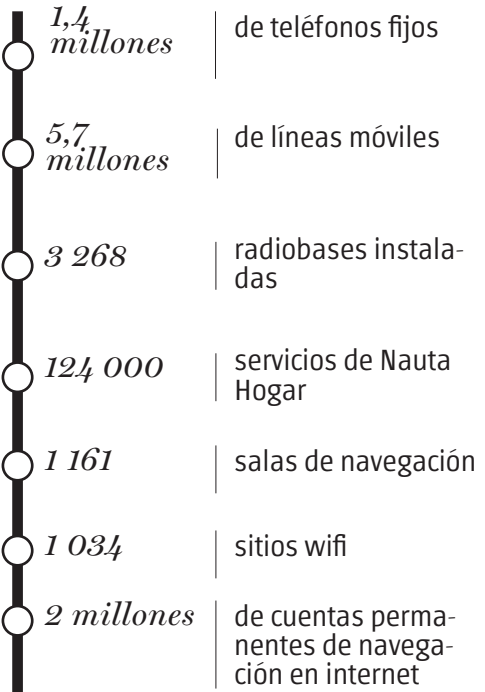 1,4
millones
de teléfonos fijos
5,7
millones
de líneas móviles
3 268
radiobases instala-
das
124 000
servicios de Nauta
Hogar
1 161
salas de navegación
1 034
sitios wifi
2 millones
de cuentas perma-
nentes de navega-
ción en internet